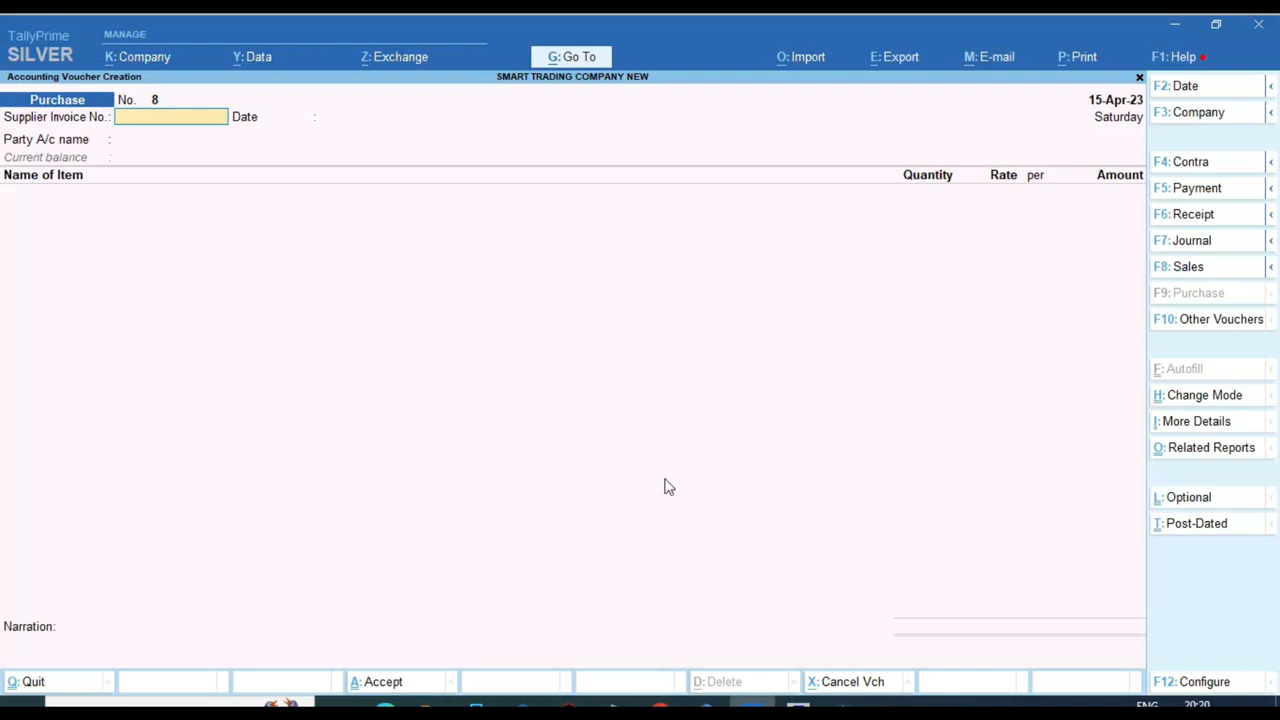 TallyPrime
MANAGE
SILVER
K: Company
Y: Data
Z: Exchange
G: Go To
O: Import
E: Export
M: E-mail
P: Print
F1: Help
Accounting Voucher Creation
SMART TRADING COMPANY NEW
Purchase No. 8
15-Apr-23
Supplier Invoice No.:
Date :
Saturday
Party A/c name :
Current balance :
Name of Item
Quantity
Rate per
Amount
Narration:
F2: Date
F3: Company
F4: Contra
F5: Payment
F6: Receipt
F7: Journal
F8: Sales
F9: Purchase
F10: Other Vouchers
F: Autofill
H: Change Mode
I: More Details
O: Related Reports
L: Optional
T: Post-Dated
Q: Quit
A: Accept
D: Delete
X: Cancel Vch
F12: Configure
ENG 20:20